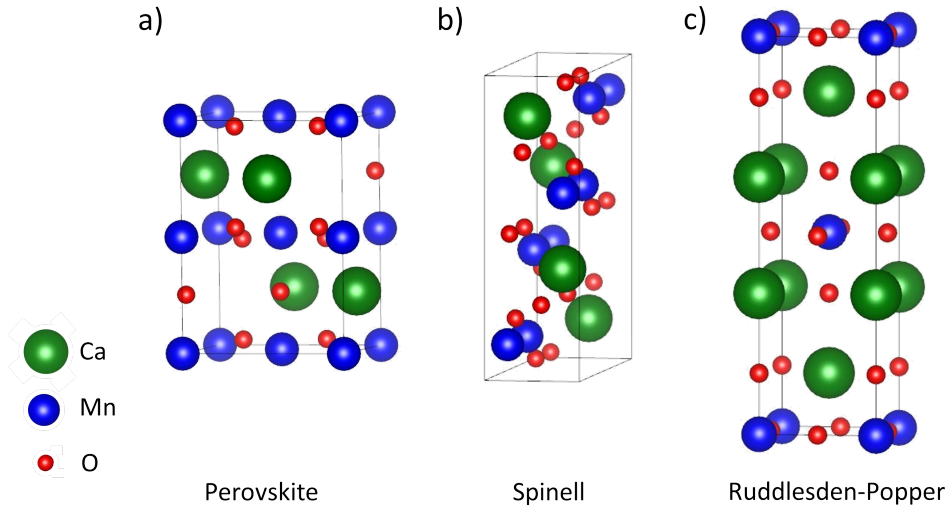 a)
b)
c)
Ca
Mn
O
Perovskite
Spinell
Ruddlesden-Popper